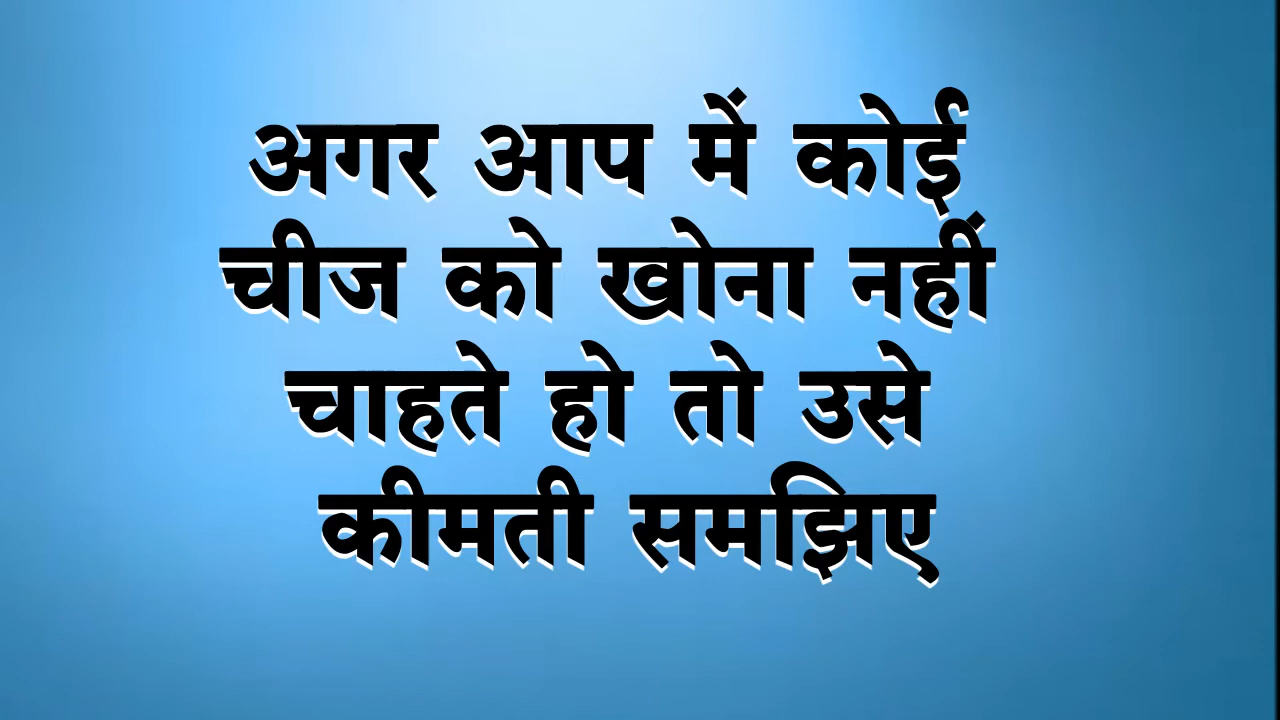 अगर आप में कोई
चीज को खोना नहीं
चाहते हो तो उसे
कीमती समझिए